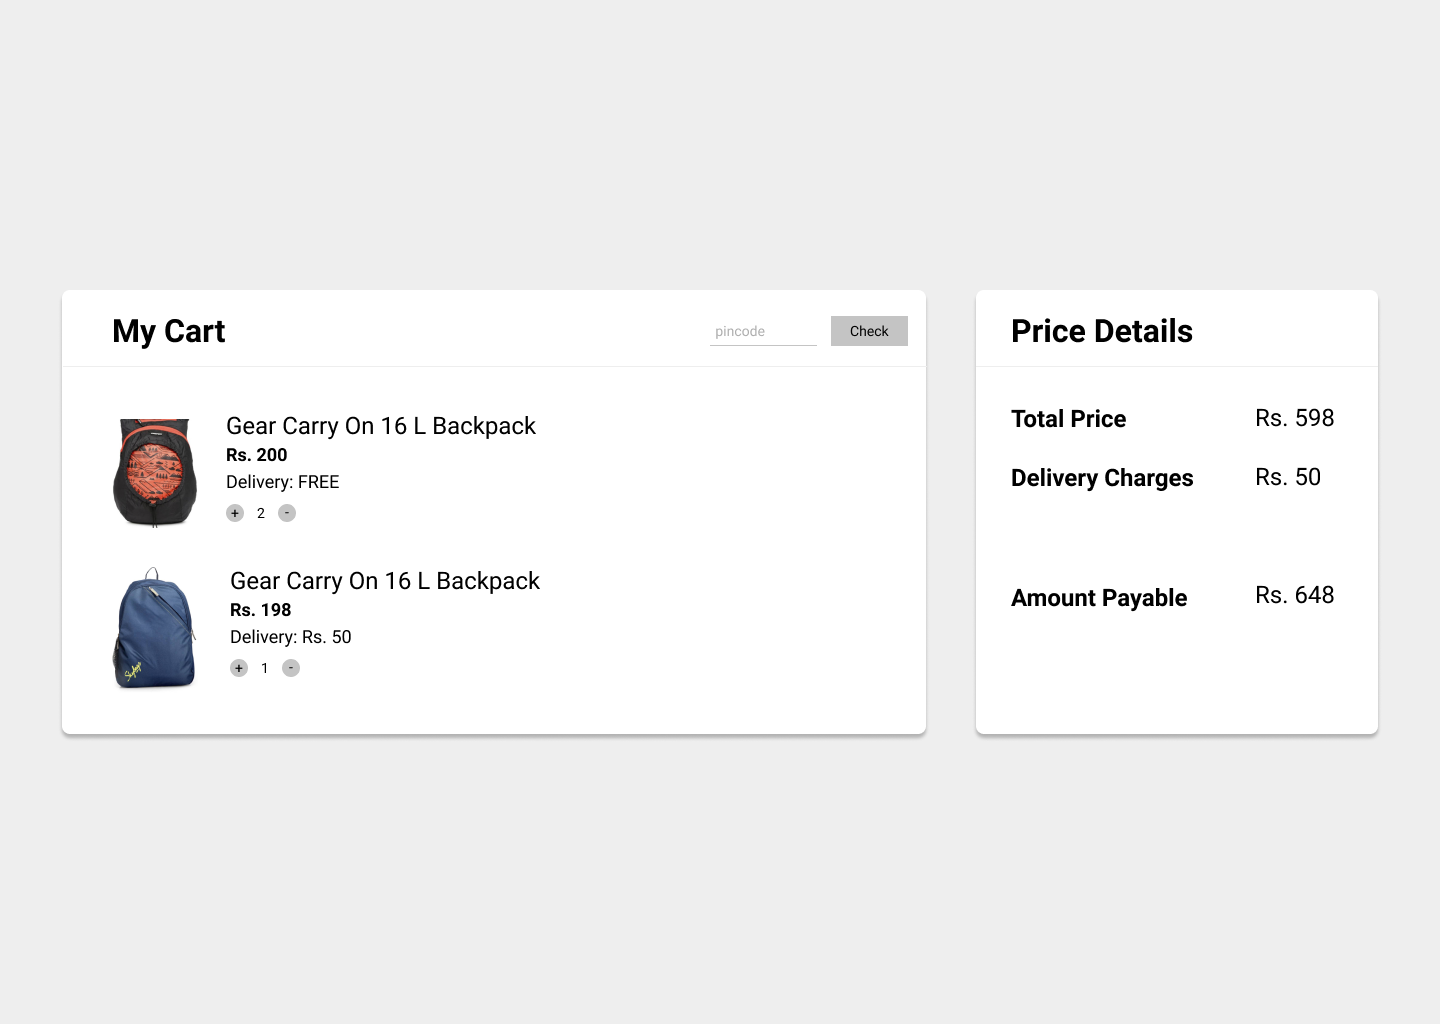 My Cart
pincode
Check
Gear Carry On 16 L Backpack
Rs. 200
Delivery: FREE
+ 2 -
Skybags
Gear Carry On 16 L Backpack
Rs. 198
Delivery: Rs. 50
+ 1 -
Price Details
Total Price Rs. 598
Delivery Charges Rs. 50
Amount Payable Rs. 648